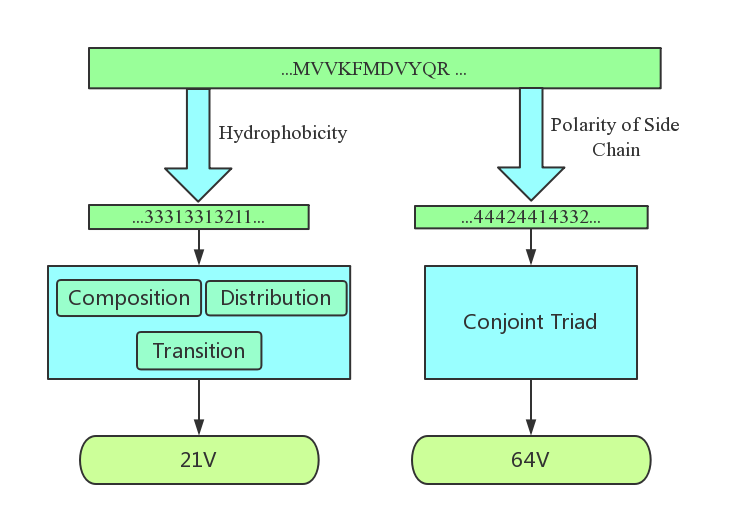 ...MVVKFMDVYQR ...
Hydrophobicity
Polarity of Side
Chain
...33313313211...
...44424414332...
Composition
Distribution
Transition
Conjoint Triad
21V
64V